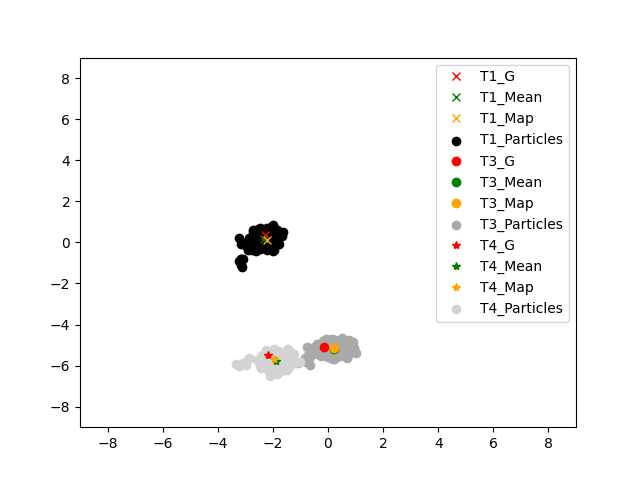 8
6
4
2
0
−2
−4
−6
−8
−8 −6 −4 −2 0 2 4 6 8
T1_G
T1_Mean
T1_Map
T1_Particles
T3_G
T3_Mean
T3_Map
T3_Particles
T4_G
T4_Mean
T4_Map
T4_Particles